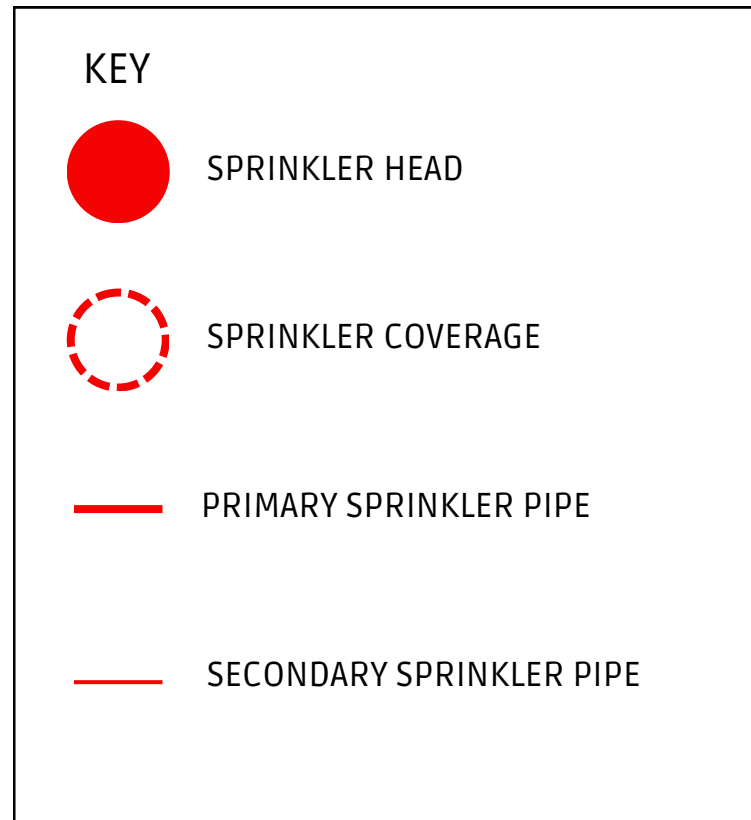 KEY
SPRINKLER HEAD
SPRINKLER COVERAGE
PRIMARY SPRINKLER PIPE
SECONDARY SPRINKLER PIPE